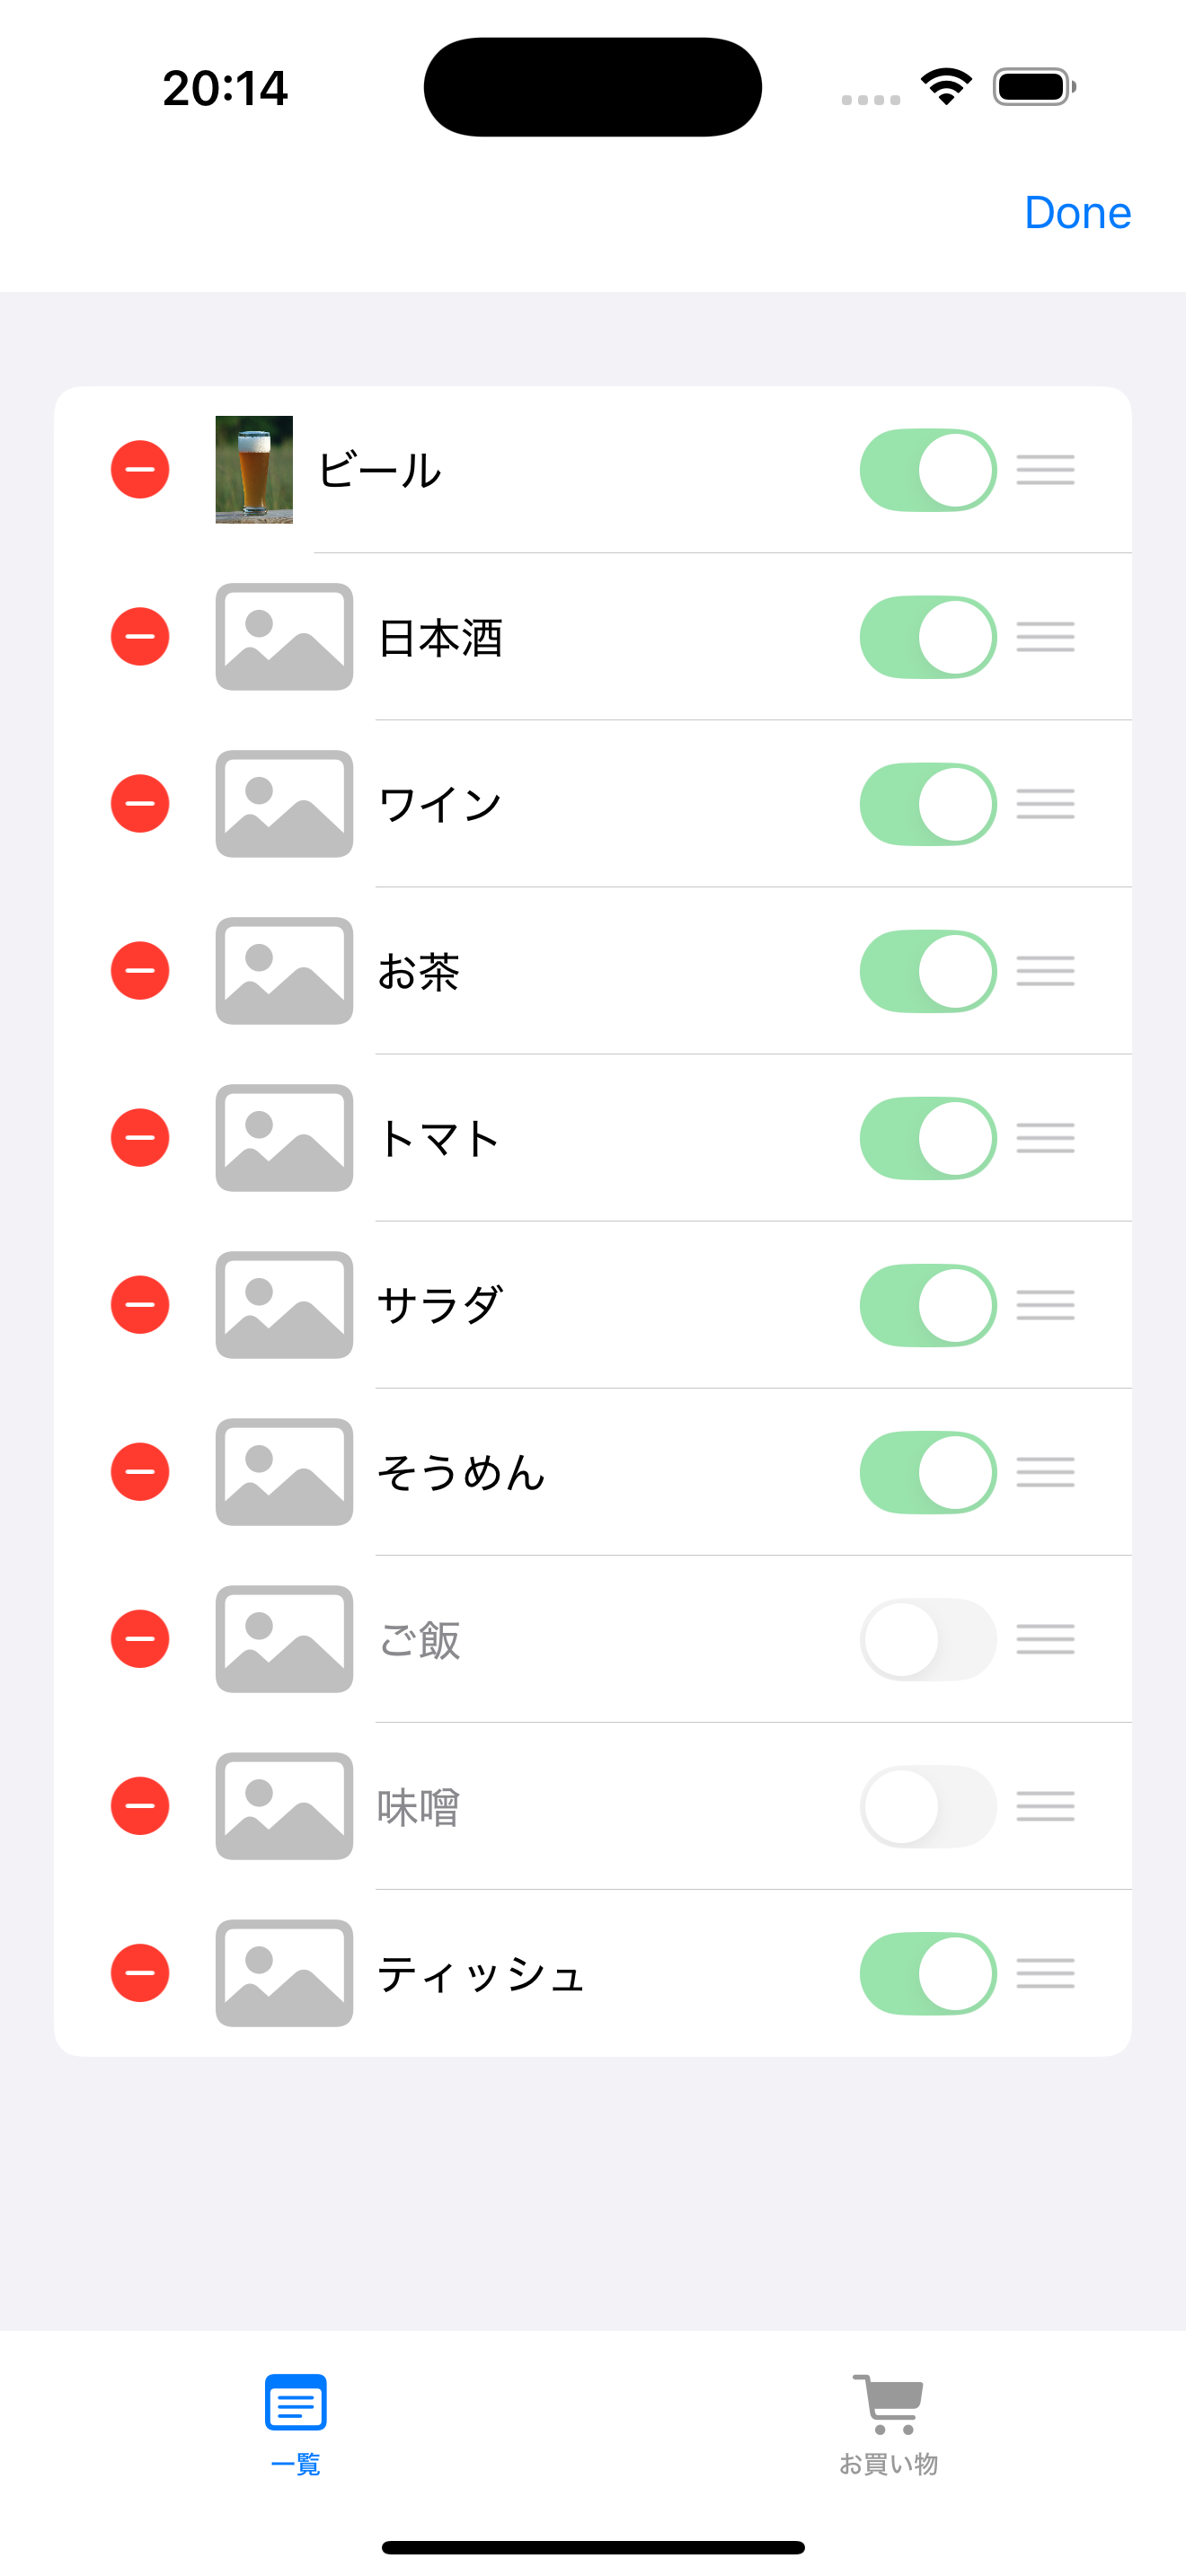 20:14
Done
ビール
日本酒
ワイン
お茶
トマト
サラダ
そうめん
ご飯
味噌
ティッシュ
一覧
お買い物